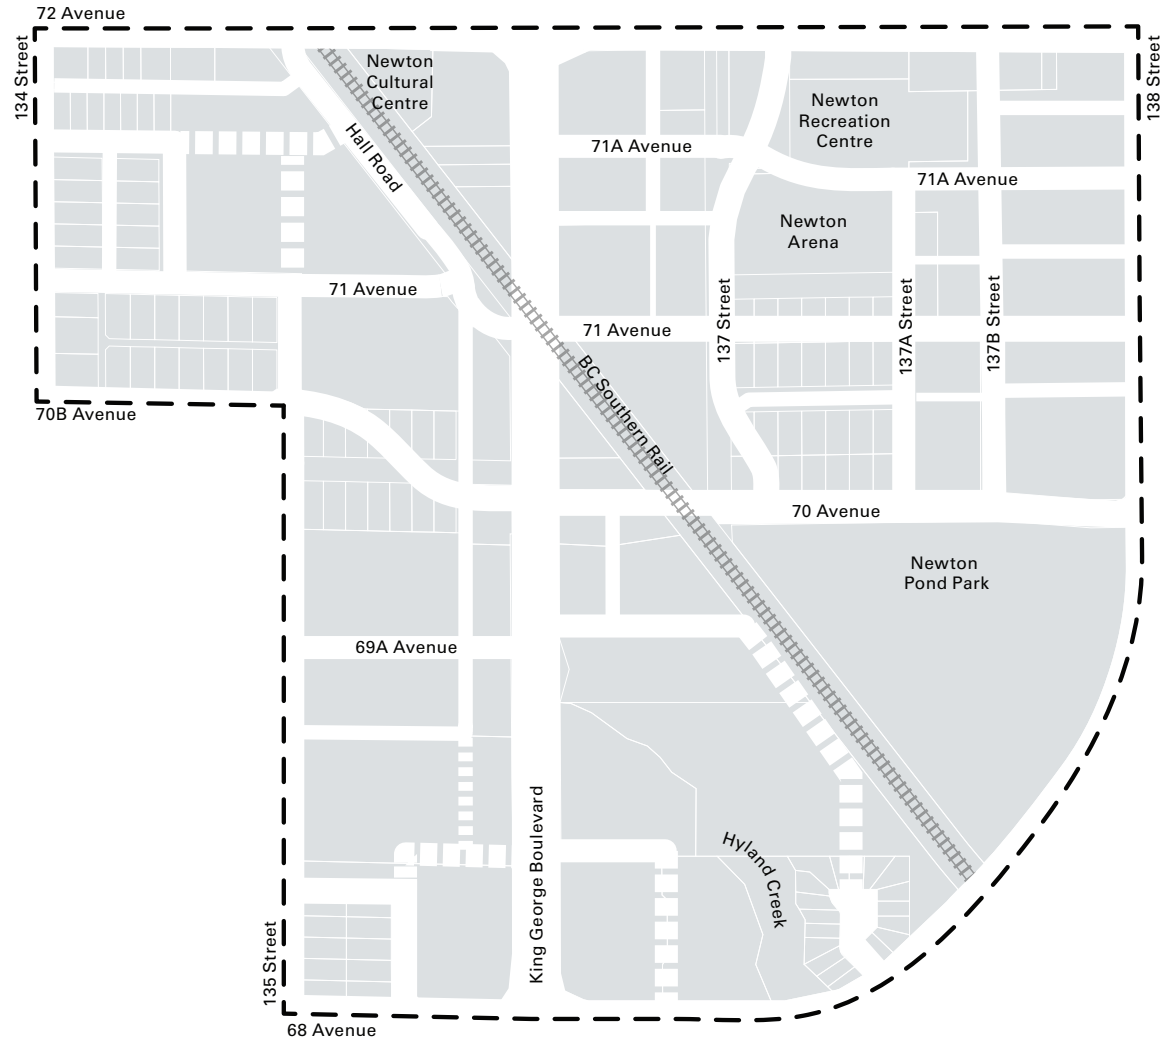 72 Avenue
134 Street
138 Street
Newton
Cultural
Centre
Newton
Recreation
Centre
Hall Road
71A Avenue
71A Avenue
Newton
Arena
71 Avenue
71 Avenue
137 Street
137A Street
137B Street
BC Southern Rail
70B Avenue
70 Avenue
Newton
Pond Park
69A Avenue
King George Boulevard
Hyland Creek
135 Street
68 Avenue